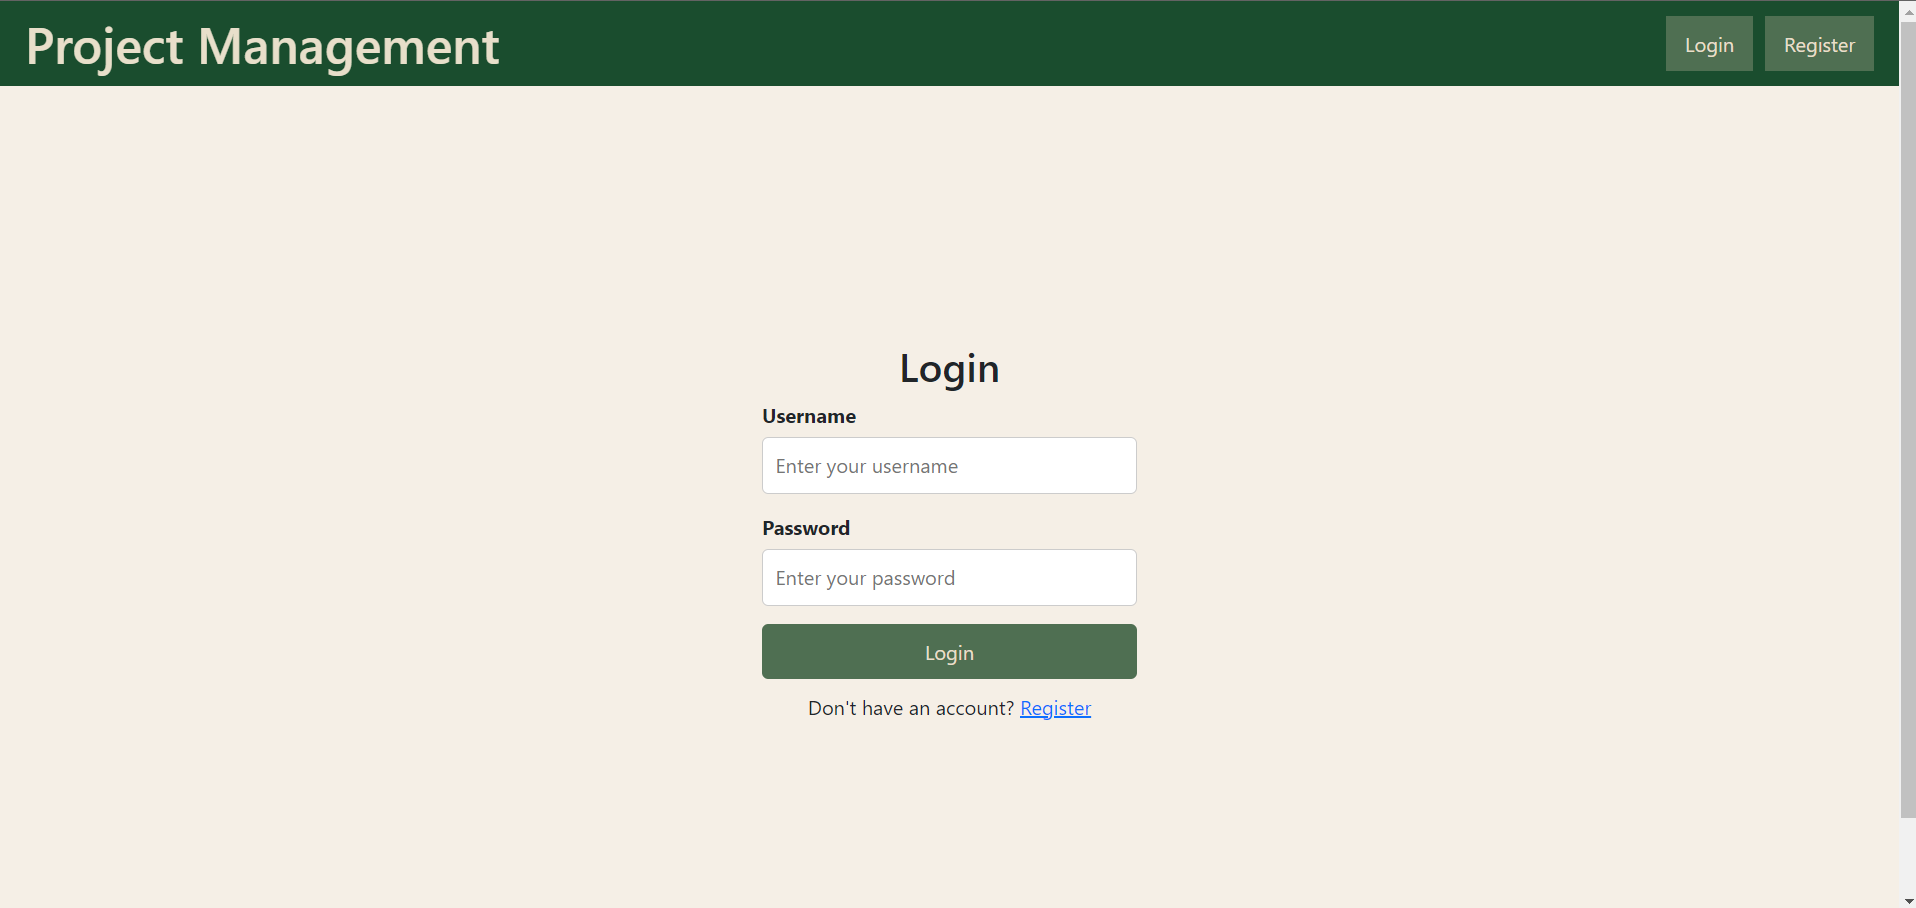 Project Management
Login
Register
Login
Username
Enter your username
Password
Enter your password
Login
Don't have an account? Register